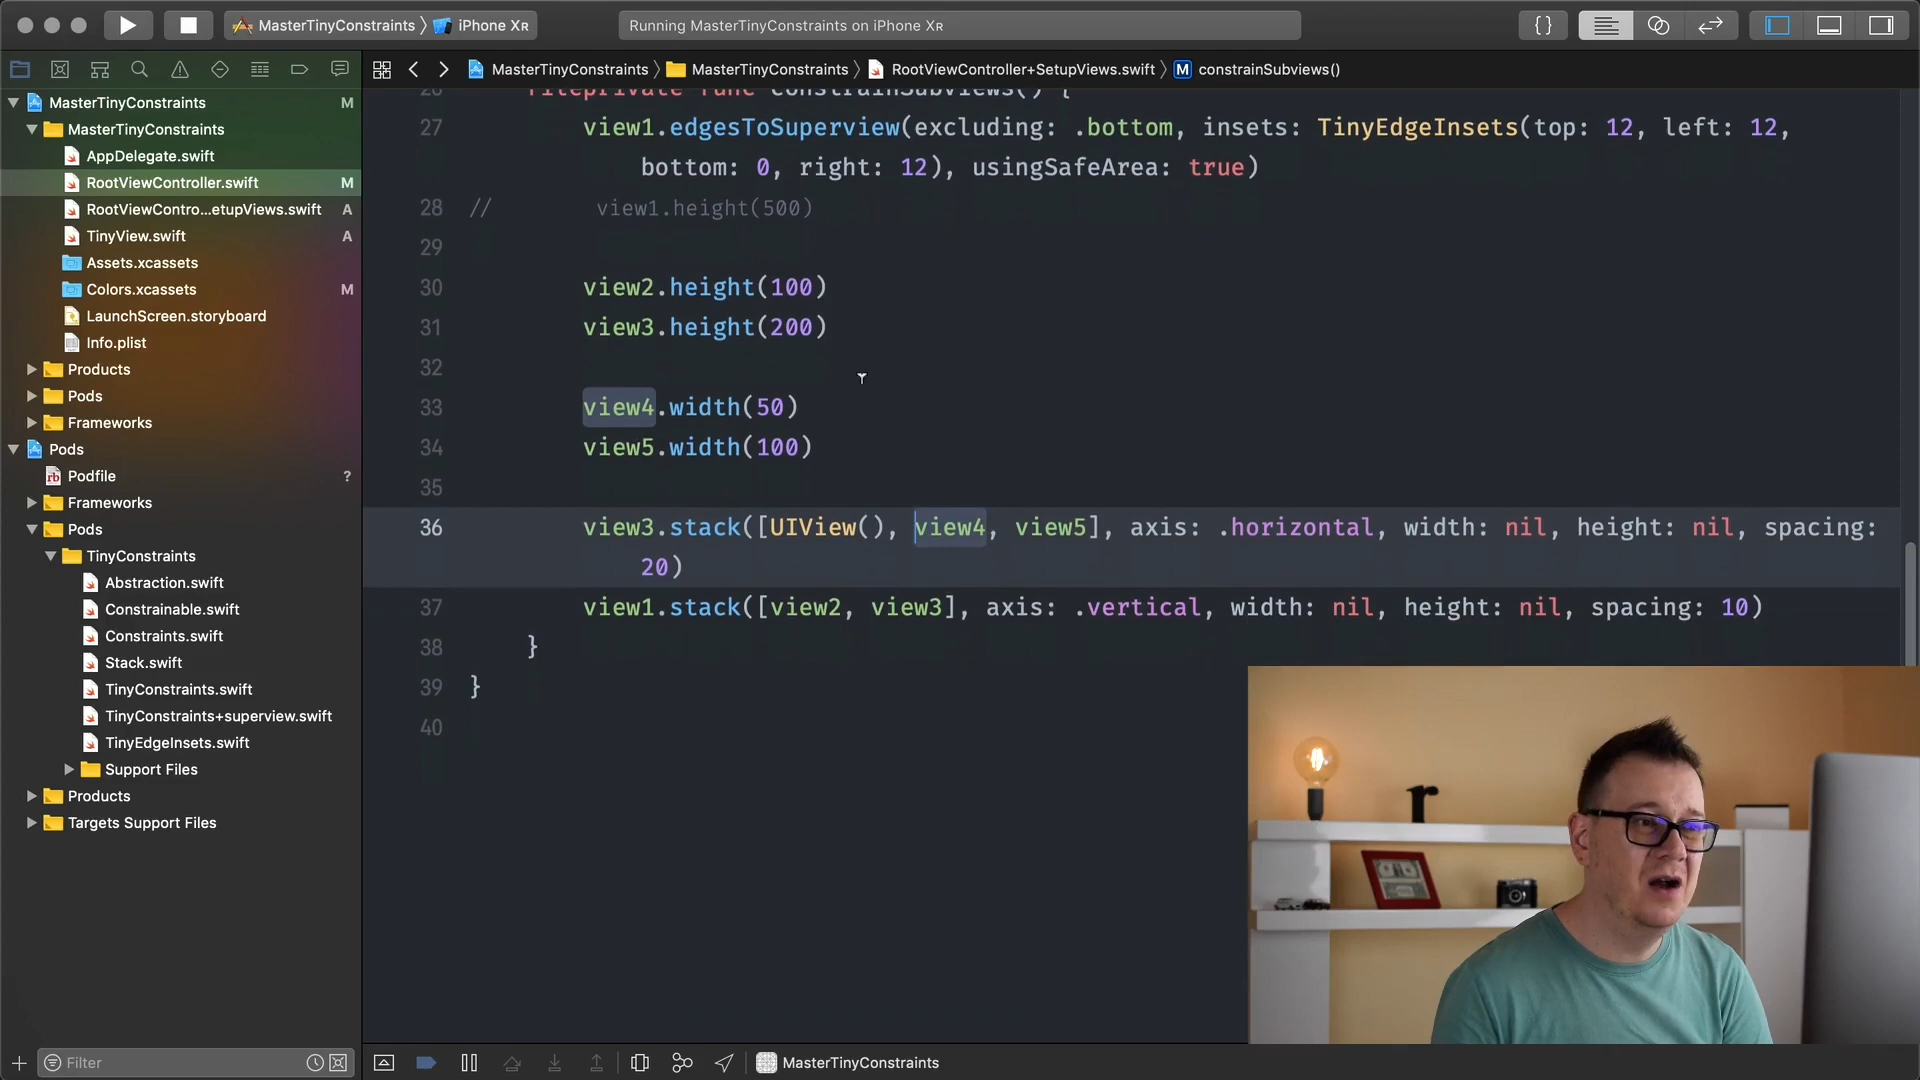 MasterTinyConstraints
iPhone XR
Running MasterTinyConstraints on iPhone XR
{}
MasterTinyConstraints
MasterTinyConstraints
RootViewController+SetupViews.swift
M
constrainSubviews()
MasterTinyConstraints M
MasterTinyConstraints
AppDelegate.swift
RootViewController.swift M
RootViewContro...etupViews.swift A
TinyView.swift A
Assets.xcassets
Colors.xcassets M
LaunchScreen.storyboard
Info.plist
Products
Pods
Frameworks
Pods
rb Podfile ?
Frameworks
Pods
TinyConstraints
Abstraction.swift
Constrainable.swift
Constraints.swift
Stack.swift
TinyConstraints.swift
TinyConstraints+superview.swift
TinyEdgeInsets.swift
Support Files
Products
Targets Support Files
Filter
26 fileprivate func constrainSubviews() {
27 view1.edgesToSuperview(excluding: .bottom, insets: TinyEdgeInsets(top: 12, left: 12,
bottom: 0, right: 12), usingSafeArea: true)
28 // view1.height(500)
29
30 view2.height(100)
31 view3.height(200)
32
33 view4.width(50)
34 view5.width(100)
35
36 view3.stack([UIView(), view4, view5], axis: .horizontal, width: nil, height: nil, spacing:
20)
37 view1.stack([view2, view3], axis: .vertical, width: nil, height: nil, spacing: 10)
38 }
39 }
40
MasterTinyConstraints